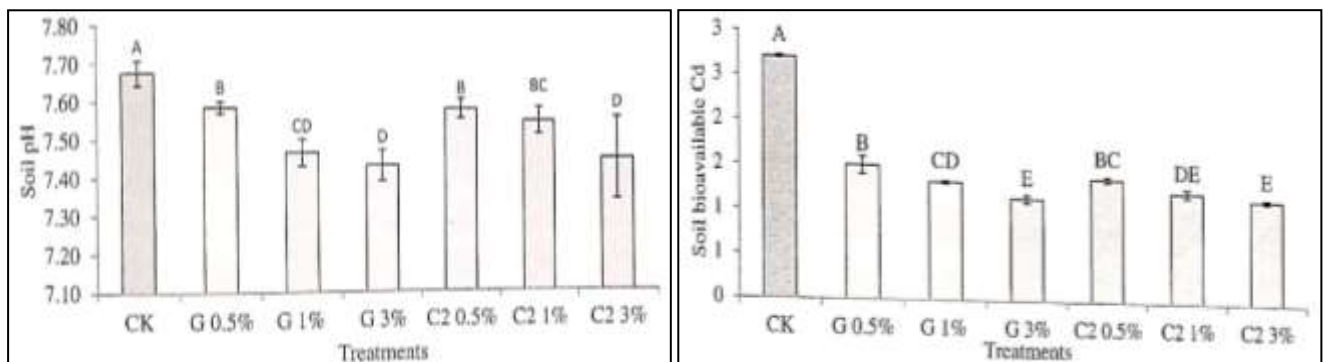 7.80
7.70
7.60
7.50
7.40
7.30
7.20
7.10
Soil pH
A
B
CD
D
B
BC
D
CK G 0.5% G 1% G 3% C2 0.5% C2 1% C2 3%
Treatments
3
3
2
2
1
1
0
Soil bioavailable Cd
A
B
CD
E
BC
DE
E
CK G 0.5% G 1% G 3% C2 0.5% C2 1% C2 3%
Treatments